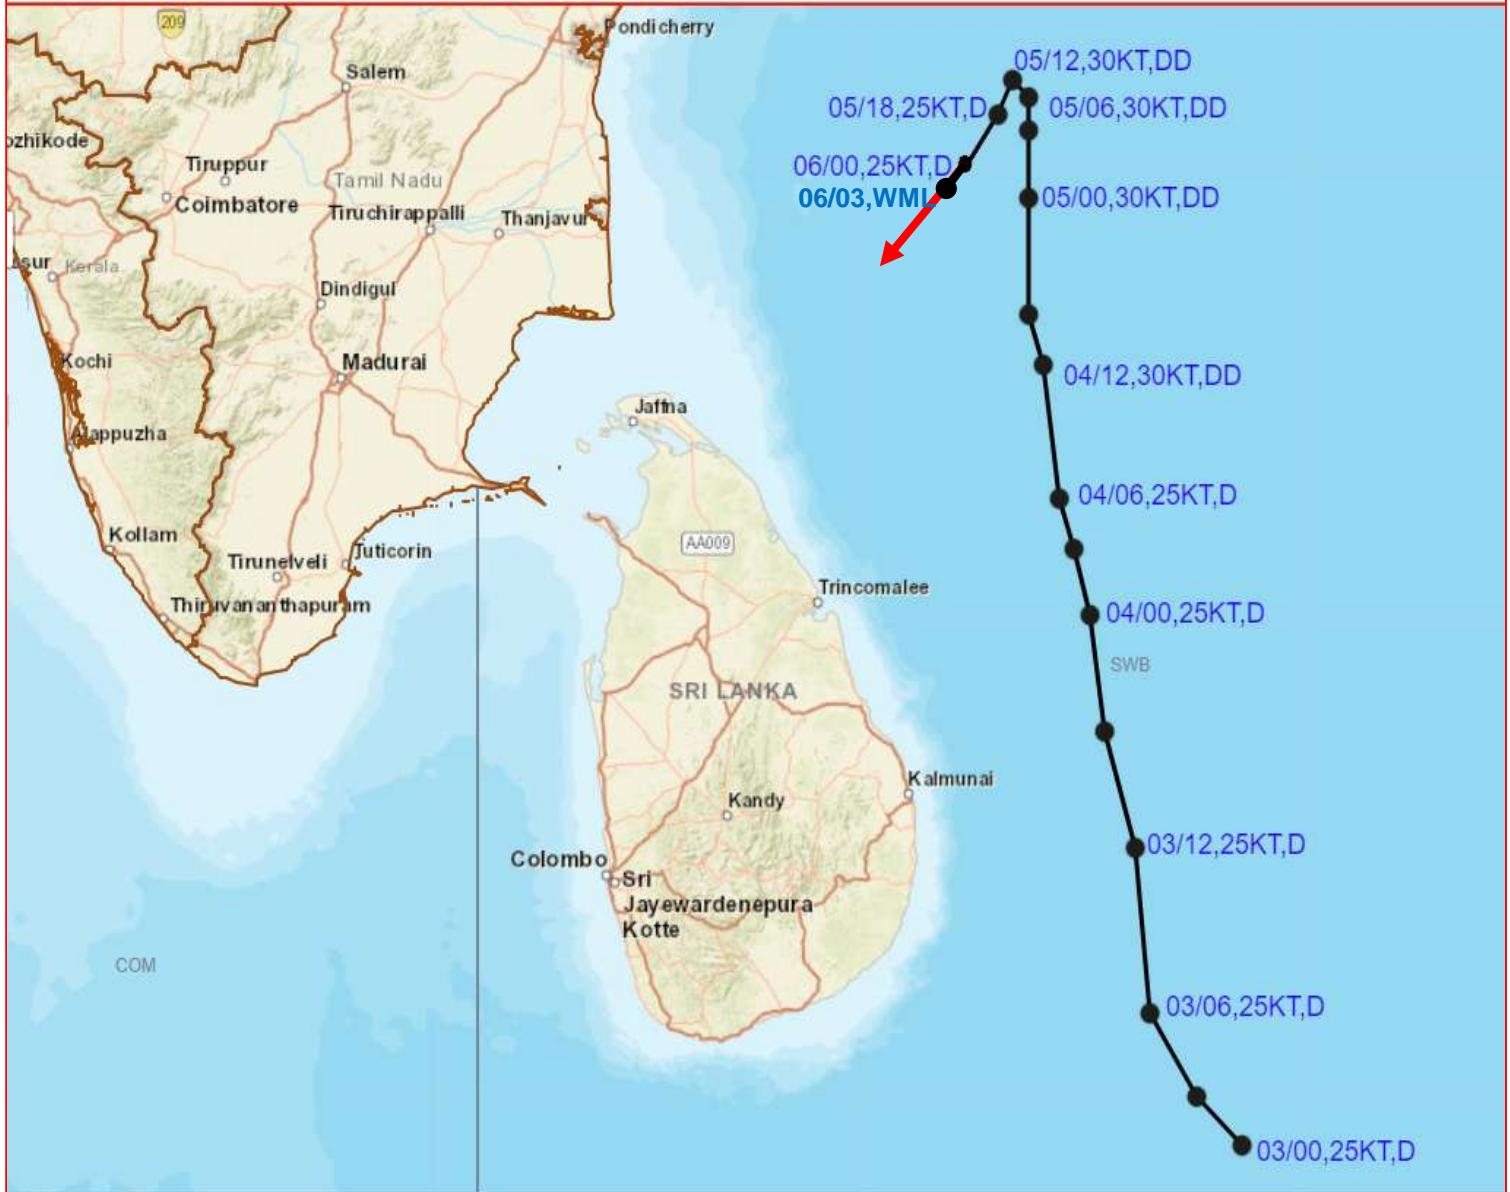 209
Pondicherry
Salem
05/12,30KT,DD
05/18,25KT,D
05/06,30KT,DD
ozhikode
Tiruppur
06/00,25KT,D
Tamil Nadu
06/03,WML
05/00,30KT,DD
Coimbatore
Tiruchirappalli
Thanjavur
ssur
Kerala
Dindigul
Kochi
Madurai
04/12,30KT,DD
Jaffna
Alappuzha
04/06,25KT,D
Kollam
AA009
Tuticorin
Tirunelveli
Trincomalee
Thiruvananthapuram
04/00,25KT,D
SWB
SRI LANKA
Kalmunai
Kandy
03/12,25KT,D
Colombo
Sri
Jayewardenepura
Kotte
COM
03/06,25KT,D
03/00,25KT,D